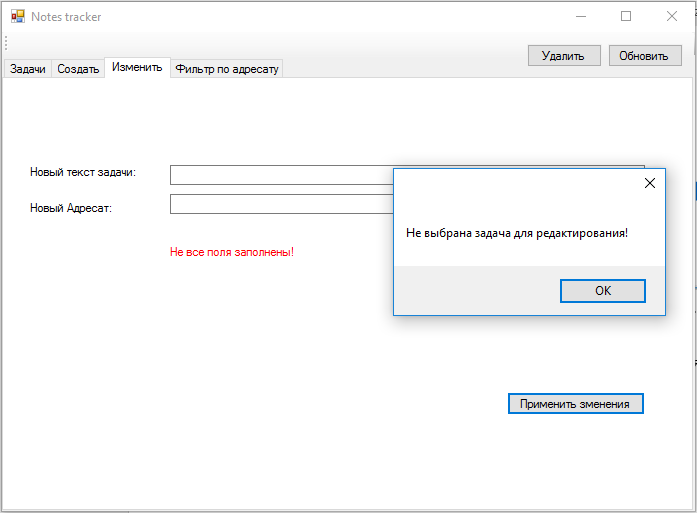 Notes tracker
Удалить
Обновить
Задачи
Создать
Изменить
Фильтр по адресату
Новый текст задачи:
Новый Адресат:
Не все поля заполнены!
Не выбрана задача для редактирования!
OK
Применить зменения